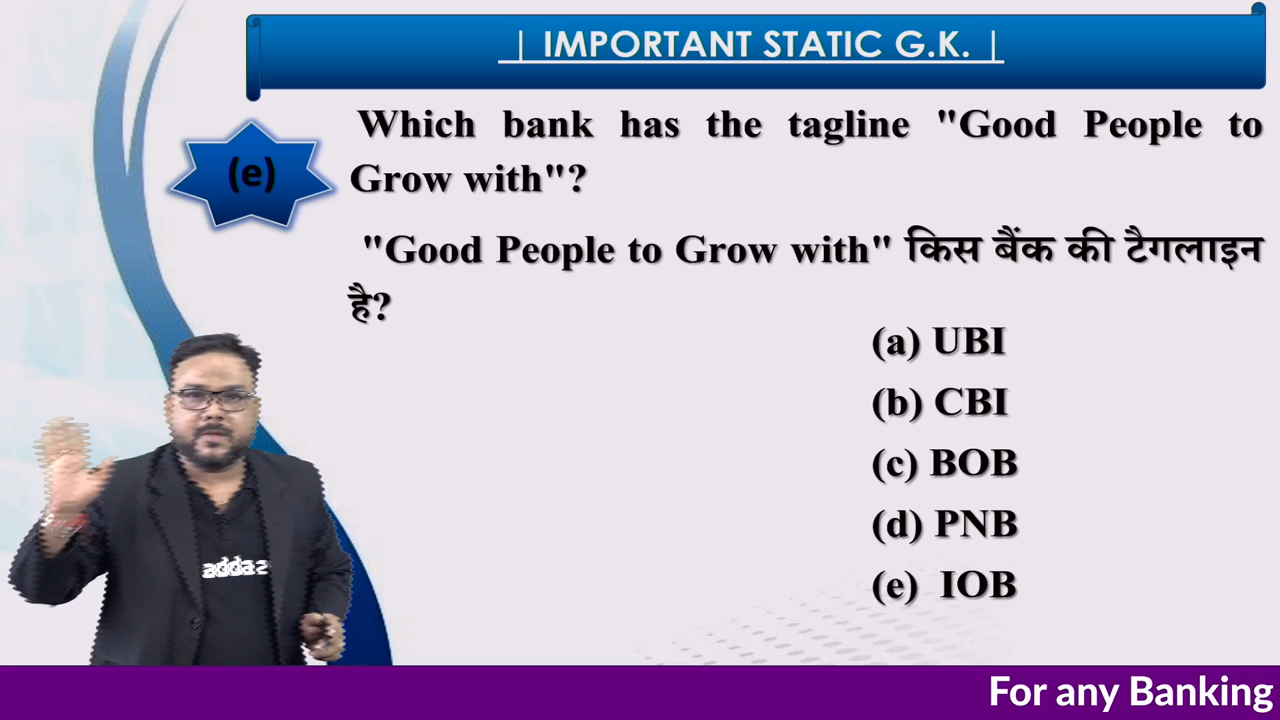 | IMPORTANT STATIC G.K. |
Which bank has the tagline "Good People to
Grow with"?
(e)
"Good People to Grow with" किस बैंक की टैगलाइन
है?
(a) UBI
(b) CBI
(c) BOB
(d) PNB
(e) IOB
adda2
For any Banking